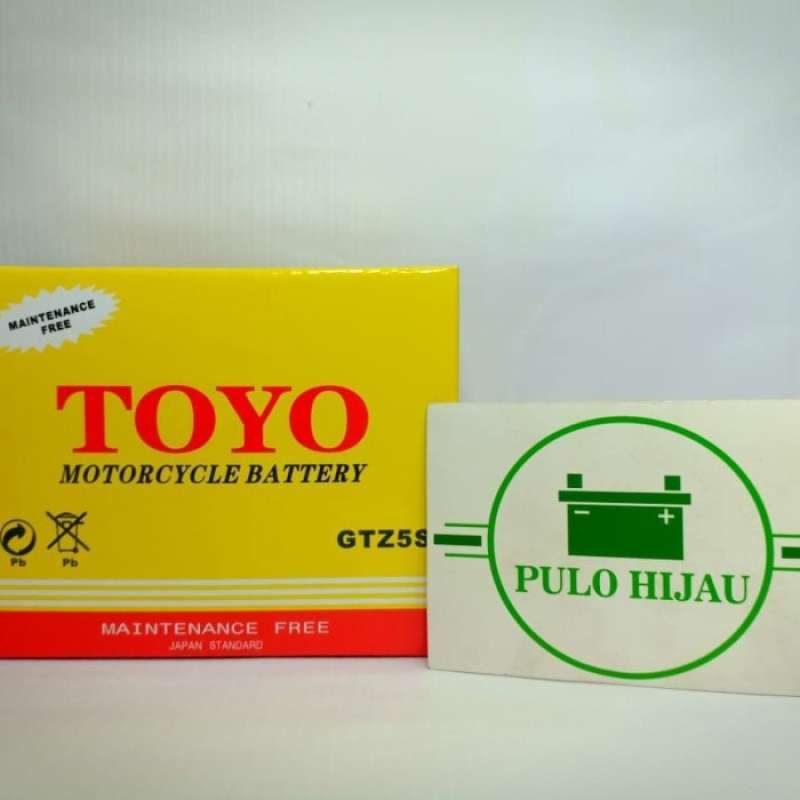 MAINTENANCE
FREE
TOYO
MOTORCYCLE BATTERY
Pb
Pb
GTZ5S
MAINTENANCE FREE
JAPAN STANDARD
- +
PULO HIJAU